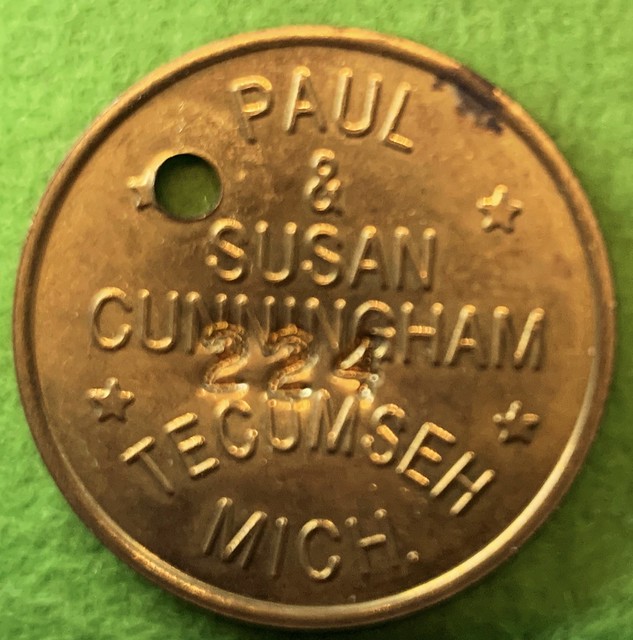 PAUL
&
SUSAN
CUNNINGHAM
224
TECUMSEH
MICH.